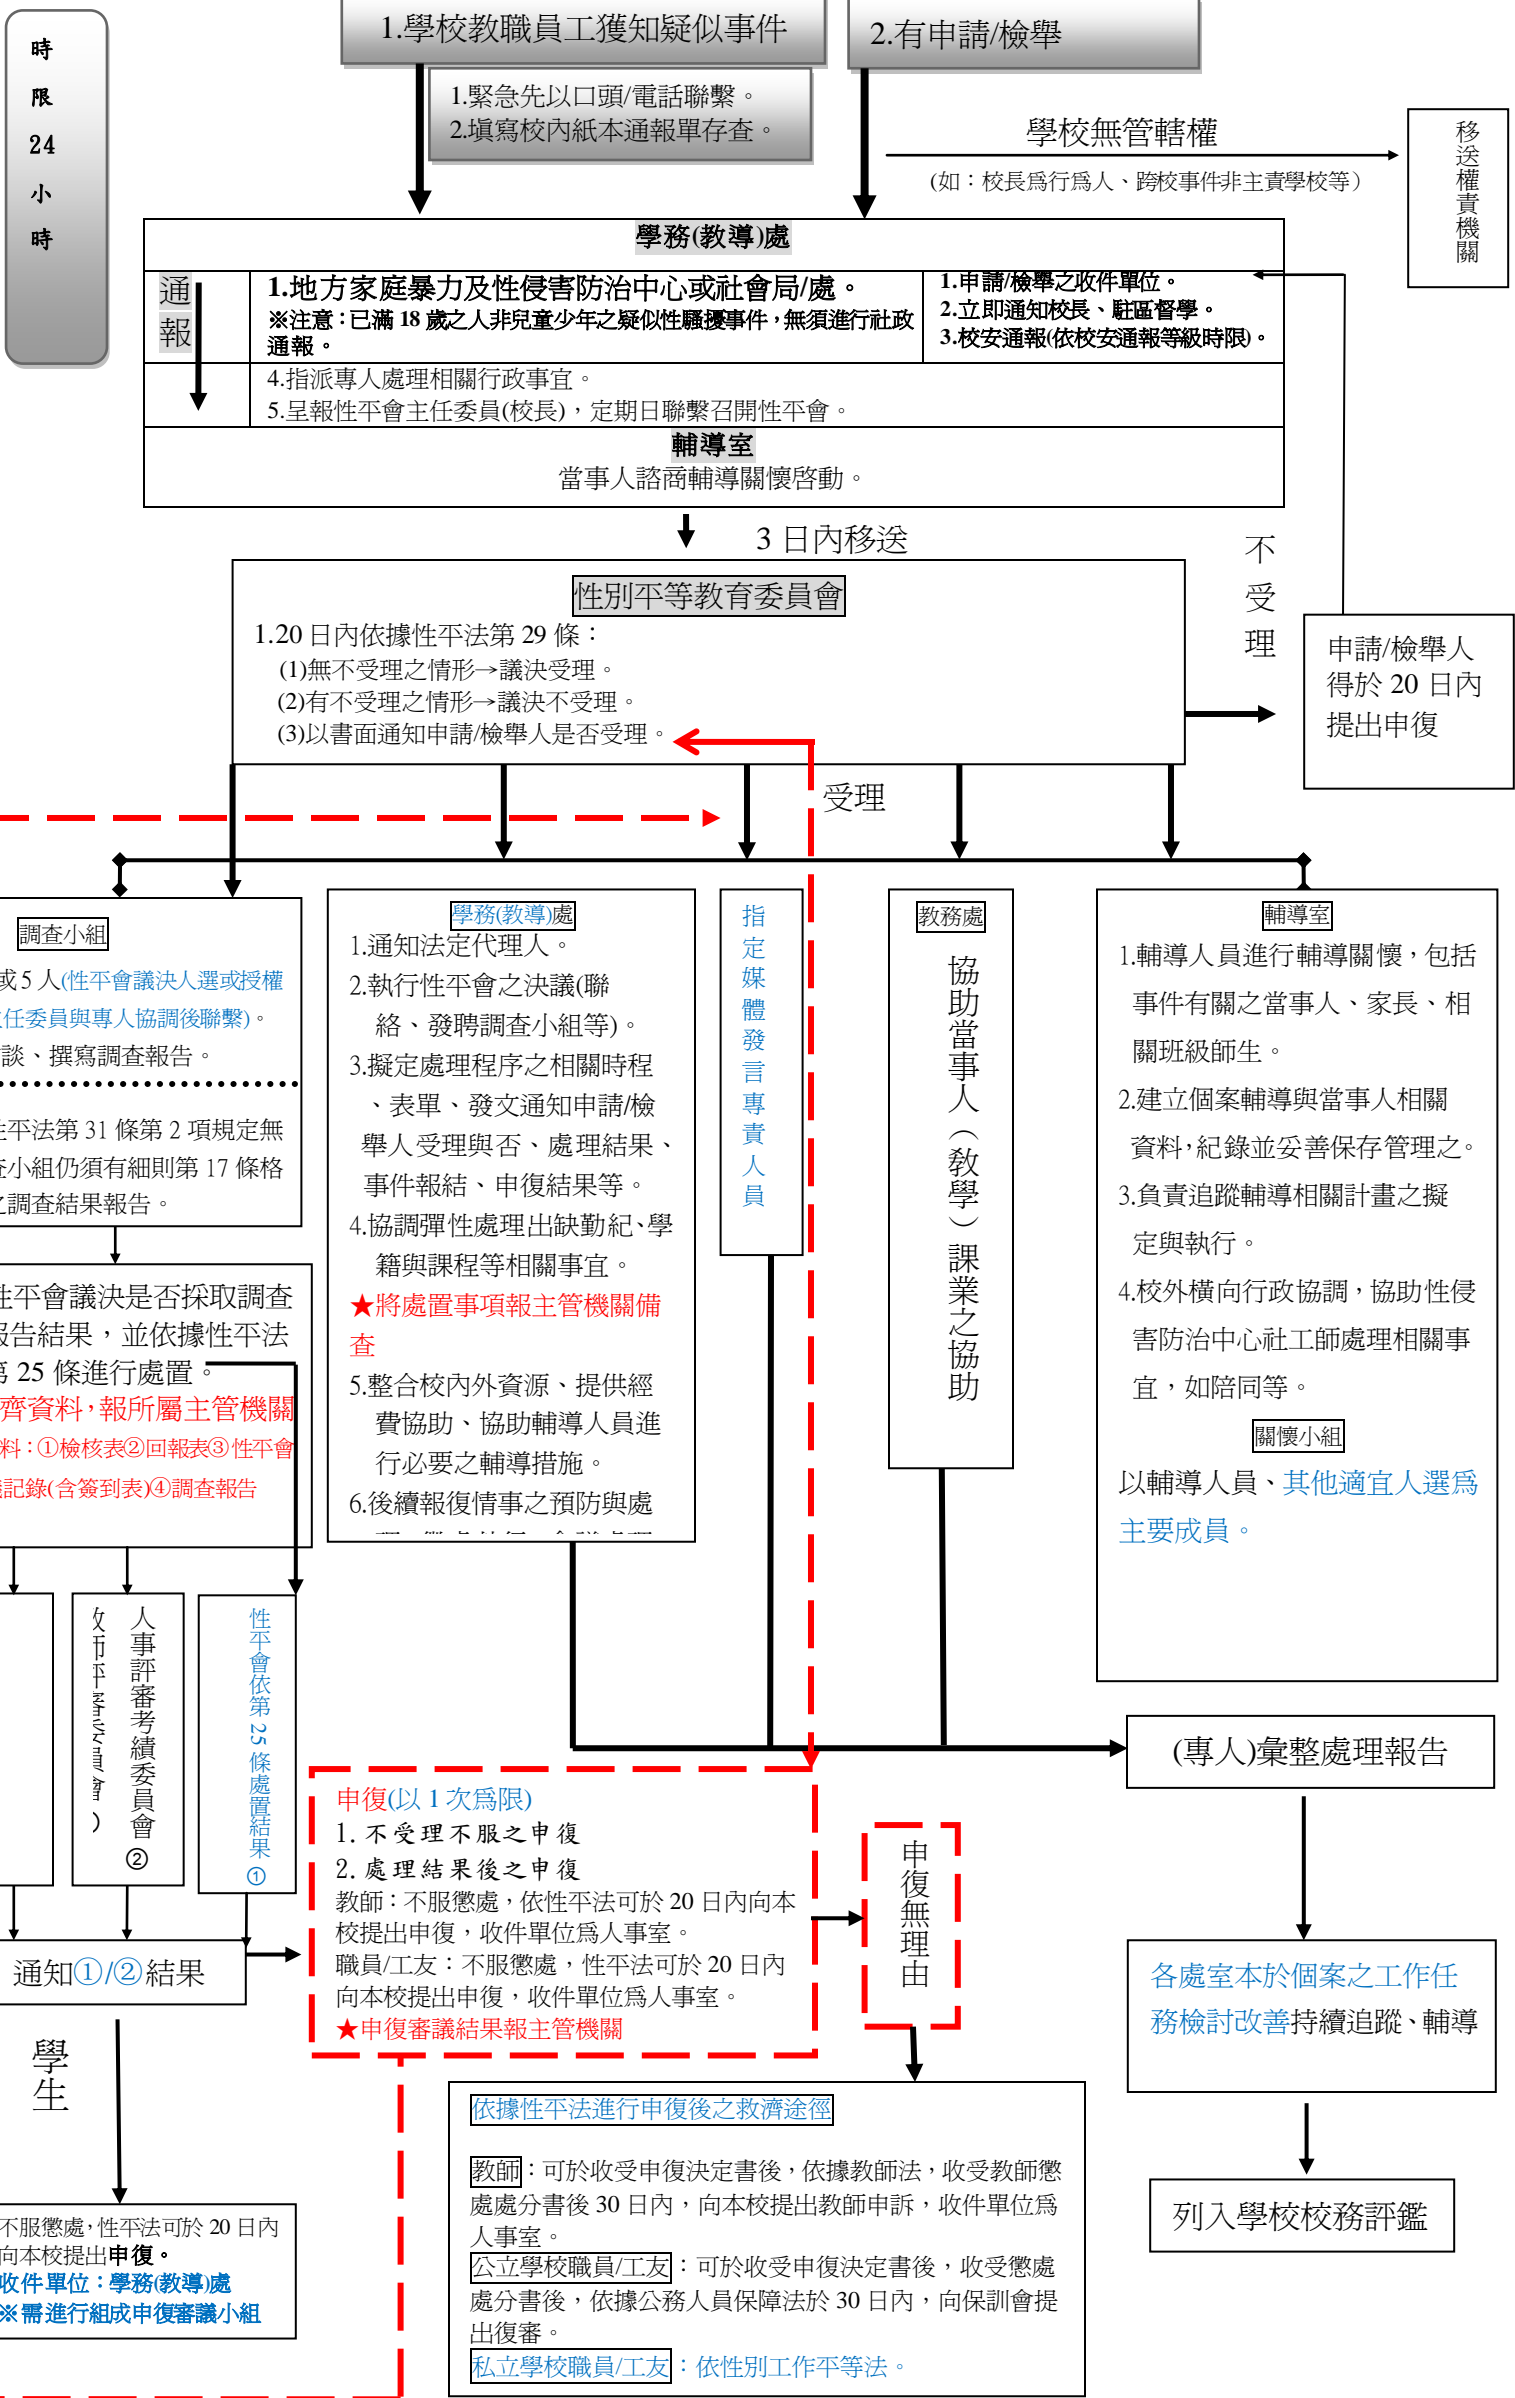 時
限
24
小
時
1.學校教職員工獲知疑似事件
2.有申請/檢舉
1.緊急先以口頭/電話聯繫。
2.填寫校內紙本通報單存查。
學校無管轄權
(如：校長為行為人、跨校事件非主責學校等)
移送權責機關
學務(教導)處
通
報
1.地方家庭暴力及性侵害防治中心或社會局/處。
※注意：已滿 18 歲之人非兒童少年之疑似性騷擾事件，無須進行社政
通報。
1.申請/檢舉之收件單位。
2.立即通知校長、駐區督學。
3.校安通報(依校安通報等級時限)。
4.指派專人處理相關行政事宜。
5.呈報性平會主任委員(校長)，定期日聯繫召開性平會。
輔導室
當事人諮商輔導關懷啟動。
3 日內移送
不
受
理
性別平等教育委員會
1.20 日內依據性平法第 29 條：
(1)無不受理之情形→議決受理。
(2)有不受理之情形→議決不受理。
(3)以書面通知申請/檢舉人是否受理。
申請/檢舉人
得於 20 日內
提出申復
受理
調查小組
或 5 人(性平會議決人選或授權
主任委員與專人協調後聯繫)。
談、撰寫調查報告。
性平法第 31 條第 2 項規定無
查小組仍須有細則第 17 條格
之調查結果報告。
學務(教導)處
1.通知法定代理人。
2.執行性平會之決議(聯
絡、發聘調查小組等)。
3.擬定處理程序之相關時程
、表單、發文通知申請/檢
舉人受理與否、處理結果、
事件報結、申復結果等。
4.協調彈性處理出缺勤紀、學
籍與課程等相關事宜。
★將處置事項報主管機關備
查
5.整合校內外資源、提供經
費協助、協助輔導人員進
行必要之輔導措施。
6.後續報復情事之預防與處
指定媒體發言專責人員
教務處
協助當事人（教學）課業之協助
輔導室
1.輔導人員進行輔導關懷，包括
事件有關之當事人、家長、相
關班級師生。
2.建立個案輔導與當事人相關
資料，紀錄並妥善保存管理之。
3.負責追蹤輔導相關計畫之擬
定與執行。
4.校外橫向行政協調，協助性侵
害防治中心社工師處理相關事
宜，如陪同等。
關懷小組
以輔導人員、其他適宜人選為
主要成員。
性平會議決是否採取調查
報告結果，並依據性平法
第 25 條進行處置。
齊資料，報所屬主管機關
料：①檢核表②回報表③性平會
議記錄(含簽到表)④調查報告
人事評審考績委員會②
教師評審委員會
性平會依第 25 條處置結果①
通知①/②結果
學生
申復(以 1 次為限)
1.不受理不服之申復
2.處理結果後之申復
教師：不服懲處，依性平法可於 20 日內向本
校提出申復，收件單位為人事室。
職員/工友：不服懲處，性平法可於 20 日內
向本校提出申復，收件單位為人事室。
★申復審議結果報主管機關
申復無理由
(專人)彙整處理報告
各處室本於個案之工作任
務檢討改善持續追蹤、輔導
列入學校校務評鑑
不服懲處，性平法可於 20 日內
向本校提出申復。
收件單位：學務(教導)處
※需進行組成申復審議小組
依據性平法進行申復後之救濟途徑
教師：可於收受申復決定書後，依據教師法，收受教師懲
處處分書後 30 日內，向本校提出教師申訴，收件單位為
人事室。
公立學校職員/工友：可於收受申復決定書後，收受懲處
處分書後，依據公務人員保障法於 30 日內，向保訓會提
出復審。
私立學校職員/工友：依性別工作平等法。